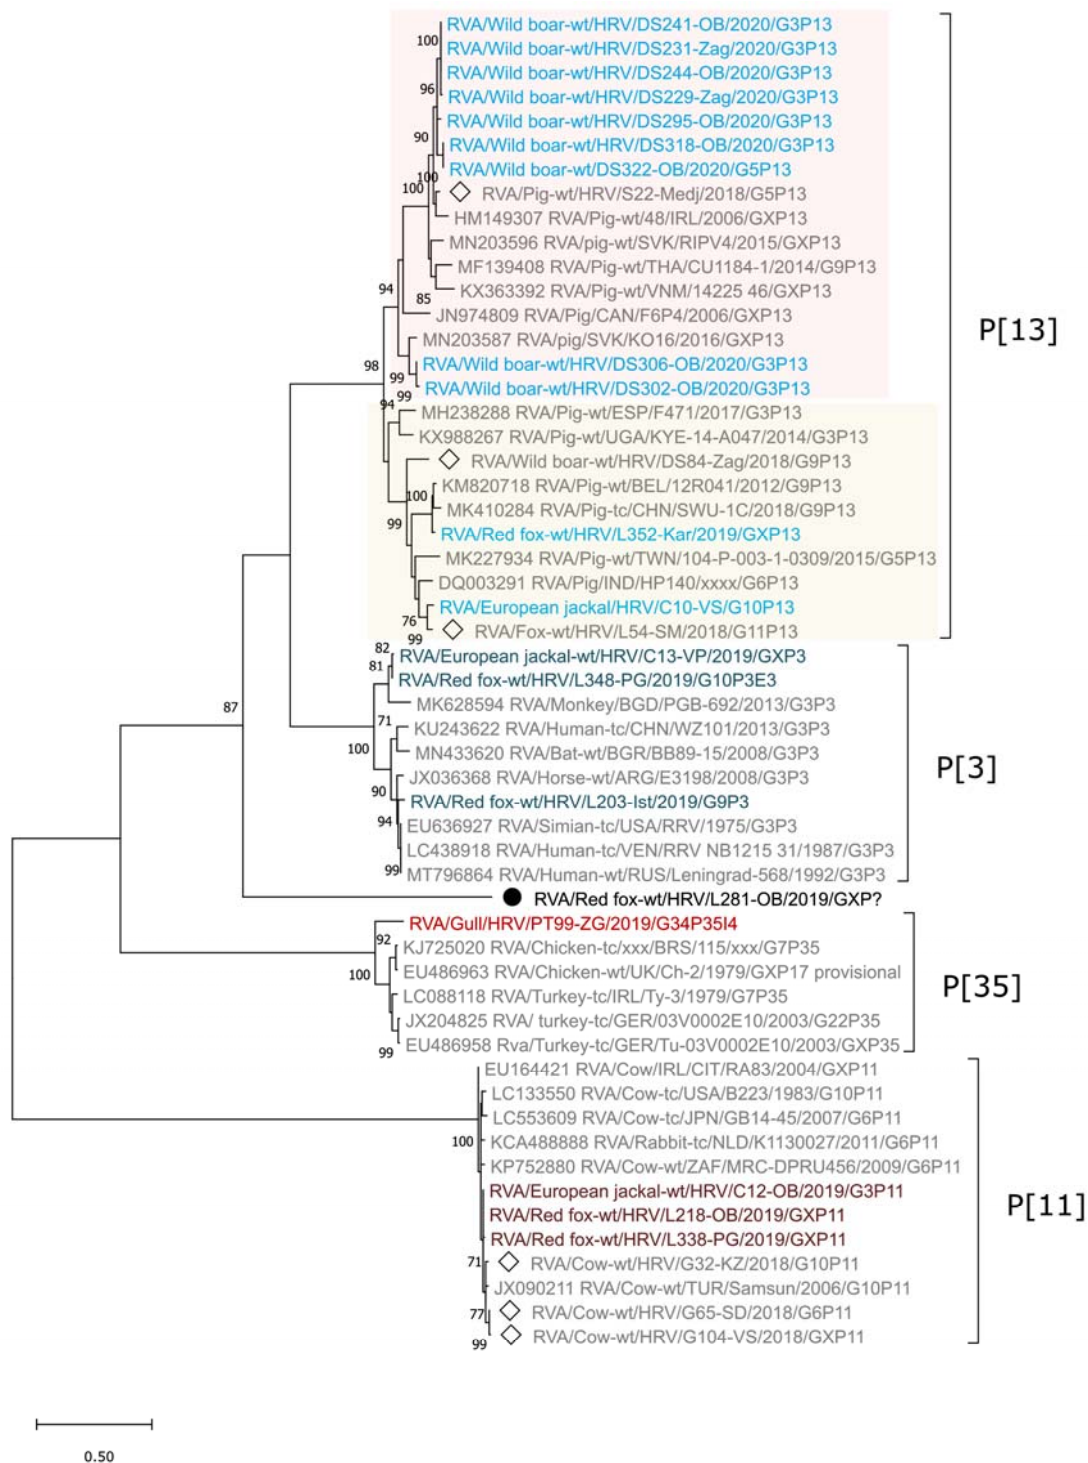 RVA/Wild boar-wt/HRV/DS241-OB/2020/G3P13
100
RVA/Wild boar-wt/HRV/DS231-Zag/2020/G3P13
RVA/Wild boar-wt/HRV/DS244-OB/2020/G3P13
96
RVA/Wild boar-wt/HRV/DS229-Zag/2020/G3P13
RVA/Wild boar-wt/HRV/DS295-OB/2020/G3P13
90
RVA/Wild boar-wt/HRV/DS318-OB/2020/G3P13
RVA/Wild boar-wt/DS322-OB/2020/G5P13
100
100
RVA/Pig-wt/HRV/S22-Medj/2018/G5P13
HM149307 RVA/Pig-wt/48/IRL/2006/GXP13
MN203596 RVA/pig-wt/SVK/RIPV4/2015/GXP13
MF139408 RVA/Pig-wt/THA/CU1184-1/2014/G9P13
94
KX363392 RVA/Pig-wt/VNM/14225 46/GXP13
85
JN974809 RVA/Pig/CAN/F6P4/2006/GXP13
P[13]
MN203587 RVA/pig/SVK/KO16/2016/GXP13
98
RVA/Wild boar-wt/HRV/DS306-OB/2020/G3P13
99
RVA/Wild boar-wt/HRV/DS302-OB/2020/G3P13
99
94
MH238288 RVA/Pig-wt/ESP/F471/2017/G3P13
KX988267 RVA/Pig-wt/UGA/KYE-14-A047/2014/G3P13
RVA/Wild boar-wt/HRV/DS84-Zag/2018/G9P13
KM820718 RVA/Pig-wt/BEL/12R041/2012/G9P13
100
MK410284 RVA/Pig-tc/CHN/SWU-1C/2018/G9P13
99
RVA/Red fox-wt/HRV/L352-Kar/2019/GXP13
MK227934 RVA/Pig-wt/TWN/104-P-003-1-0309/2015/G5P13
DQ003291 RVA/Pig/IND/HP140/xxxx/G6P13
RVA/European jackal/HRV/C10-VS/G10P13
76
RVA/Fox-wt/HRV/L54-SM/2018/G11P13
99
82
RVA/European jackal-wt/HRV/C13-VP/2019/GXP3
81
RVA/Red fox-wt/HRV/L348-PG/2019/G10P3E3
MK628594 RVA/Monkey/BGD/PGB-692/2013/G3P3
87
71
KU243622 RVA/Human-tc/CHN/WZ101/2013/G3P3
100
MN433620 RVA/Bat-wt/BGR/BB89-15/2008/G3P3
P[3]
JX036368 RVA/Horse-wt/ARG/E3198/2008/G3P3
90
RVA/Red fox-wt/HRV/L203-Ist/2019/G9P3
94
EU636927 RVA/Simian-tc/USA/RRV/1975/G3P3
LC438918 RVA/Human-tc/VEN/RRV NB1215 31/1987/G3P3
99
MT796864 RVA/Human-wt/RUS/Leningrad-568/1992/G3P3
RVA/Red fox-wt/HRV/L281-OB/2019/GXP?
RVA/Gull/HRV/PT99-ZG/2019/G34P35I4
92
KJ725020 RVA/Chicken-tc/xxx/BRS/115/xxx/G7P35
100
EU486963 RVA/Chicken-wt/UK/Ch-2/1979/GXP17 provisional
P[35]
LC088118 RVA/Turkey-tc/IRL/Ty-3/1979/G7P35
JX204825 RVA/ turkey-tc/GER/03V0002E10/2003/G22P35
99
EU486958 Rva/Turkey-tc/GER/Tu-03V0002E10/2003/GXP35
EU164421 RVA/Cow/IRL/CIT/RA83/2004/GXP11
LC133550 RVA/Cow-tc/USA/B223/1983/G10P11
LC553609 RVA/Cow-tc/JPN/GB14-45/2007/G6P11
100
KCA488888 RVA/Rabbit-tc/NLD/K1130027/2011/G6P11
KP752880 RVA/Cow-wt/ZAF/MRC-DPRU456/2009/G6P11
RVA/European jackal-wt/HRV/C12-OB/2019/G3P11
P[11]
RVA/Red fox-wt/HRV/L218-OB/2019/GXP11
RVA/Red fox-wt/HRV/L338-PG/2019/GXP11
71
RVA/Cow-wt/HRV/G32-KZ/2018/G10P11
JX090211 RVA/Cow-wt/TUR/Samsun/2006/G10P11
77
RVA/Cow-wt/HRV/G65-SD/2018/G6P11
RVA/Cow-wt/HRV/G104-VS/2018/GXP11
99
0.50